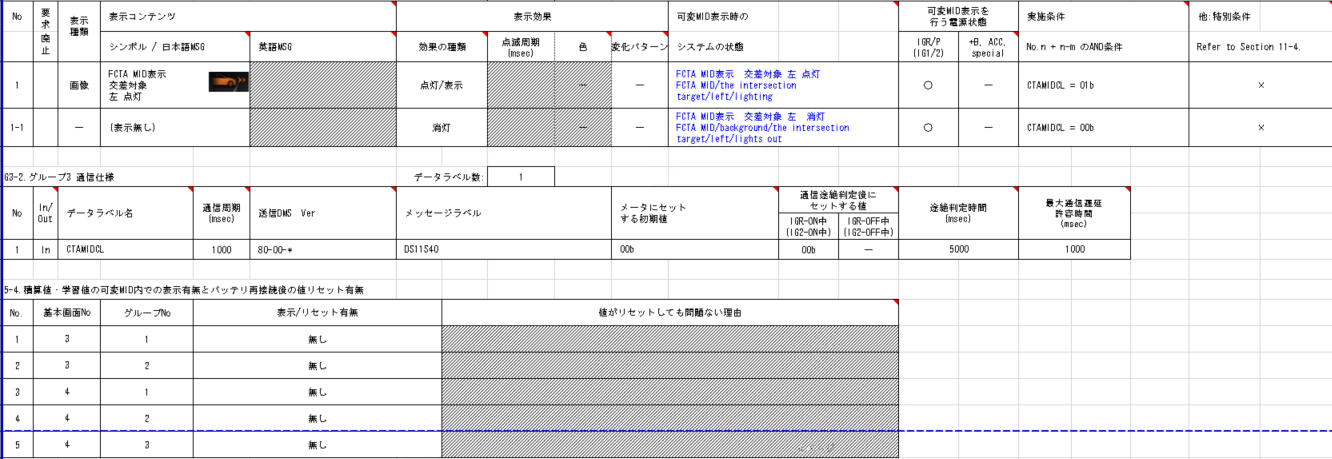 No 要求廃止 表示種類 表示コンテンツ 表示効果 可変MID表示時の 可変MID表示を行う電源状態 実施条件 他:特別条件
シンボル / 日本語MSG 英語MSG 効果の種類 点滅周期(msec) 色 変化パターン システムの状態 IGR/P(IG1/2) +B, ACC, special No.n + n-m のAND条件 Refer to Section 11-4.
1 画像 FCTA MID表示 点灯/表示 --- ― FCTA MID表示 交差対象 左 点灯 ○ ― CTAMIDCL = 01b ×
交差対象 FCTA MID/the intersection
左 点灯 target/left/lighting
1-1 ― (表示無し) 消灯 --- ― FCTA MID表示 交差対象 左 消灯 ○ ― CTAMIDCL = 00b ×
FCTA MID/background/the intersection
target/left/lights out
G3-2. グループ3 通信仕様 データラベル数: 1
No In/Out データラベル名 通信周期(msec) 送信DMS Ver メッセージラベル メータにセットする初期値 通信途絶判定後にセットする値 途絶判定時間(msec) 最大通信遅延許容時間(msec)
IGR-ON中(IG2-ON中) IGR-OFF中(IG2-OFF中)
1 In CTAMIDCL 1000 80-00-* DS11S40 00b 00b ― 5000 1000
5-4. 積算値・学習値の可変MID内での表示有無とバッテリ再接続後の値リセット有無
No. 基本画面No グループNo 表示/リセット有無 値がリセットしても問題ない理由
1 3 1 無し
2 3 2 無し
3 4 1 無し
4 4 2 無し
5 4 3 無し